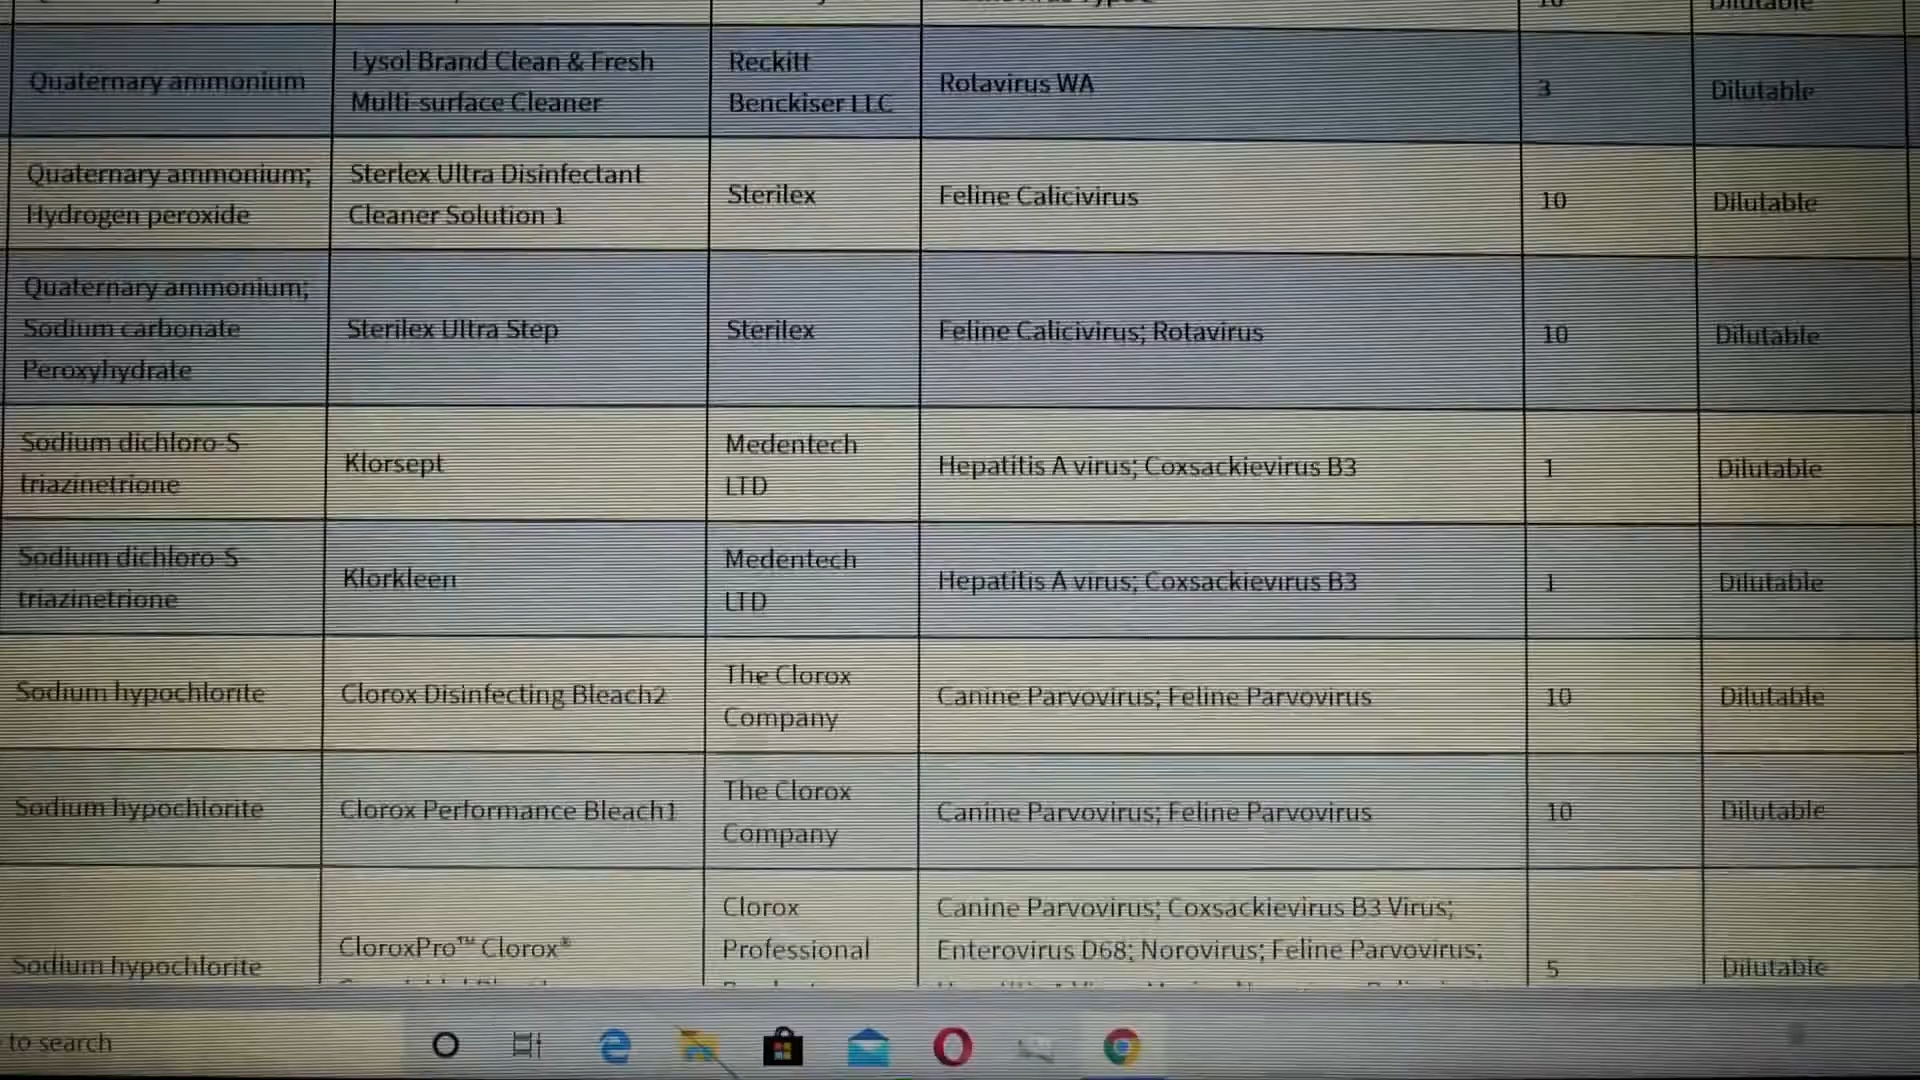 10
Dilutable
Quaternary ammonium
Lysol Brand Clean & Fresh
Multi-surface Cleaner
Reckitt
Benckiser LLC
Rotavirus WA
3
Dilutable
Quaternary ammonium;
Hydrogen peroxide
Sterlex Ultra Disinfectant
Cleaner Solution 1
Sterilex
Feline Calicivirus
10
Dilutable
Quaternary ammonium;
Sodium carbonate
Peroxyhydrate
Sterilex Ultra Step
Sterilex
Feline Calicivirus; Rotavirus
10
Dilutable
Sodium dichloro-S-
triazinetrione
Klorsept
Medentech
LTD
Hepatitis A virus; Coxsackievirus B3
1
Dilutable
Sodium dichloro-S-
triazinetrione
Klorkleen
Medentech
LTD
Hepatitis A virus; Coxsackievirus B3
1
Dilutable
Sodium hypochlorite
Clorox Disinfecting Bleach2
The Clorox
Company
Canine Parvovirus; Feline Parvovirus
10
Dilutable
Sodium hypochlorite
Clorox Performance Bleach1
The Clorox
Company
Canine Parvovirus; Feline Parvovirus
10
Dilutable
Sodium hypochlorite
CloroxPro™ Clorox®
Clorox
Professional
Canine Parvovirus; Coxsackievirus B3 Virus;
Enterovirus D68; Norovirus; Feline Parvovirus;
5
Dilutable
to search